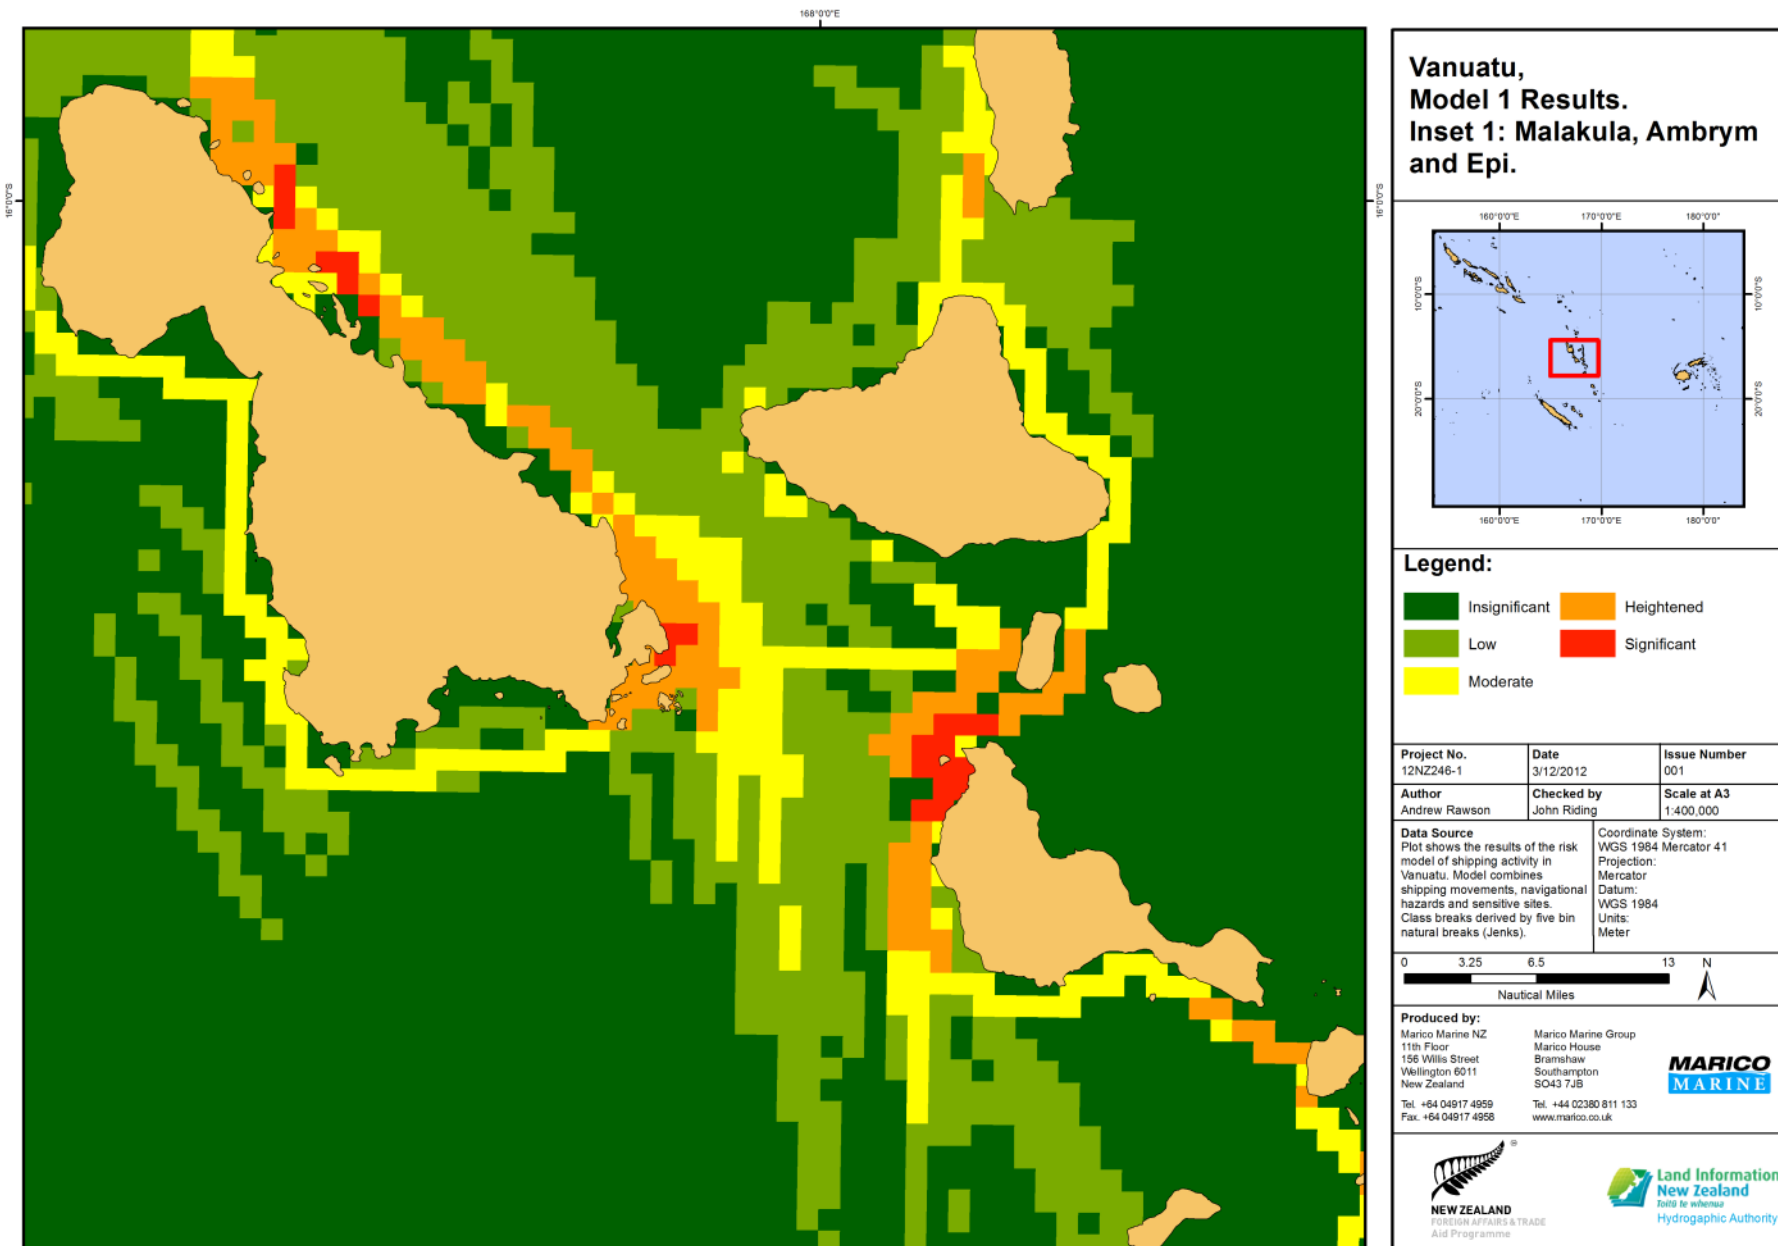 168°0'0"E
16°0'0"S
16°0'0"S
Vanuatu,
Model 1 Results.
Inset 1: Malakula, Ambrym
and Epi.
160°0'0"E 170°0'0"E 180°0'0"
10°0'0"S 10°0'0"S
20°0'0"S 20°0'0"S
160°0'0"E 170°0'0"E 180°0'0"
Legend:
Insignificant Heightened
Low Significant
Moderate
Project No. Date Issue Number
12NZ246-1 3/12/2012 001
Author Checked by Scale at A3
Andrew Rawson John Riding 1:400,000
Data Source
Plot shows the results of the risk
model of shipping activity in
Vanuatu. Model combines
shipping movements, navigational
hazards and sensitive sites.
Class breaks derived by five bin
natural breaks (Jenks).
Coordinate System:
WGS 1984 Mercator 41
Projection:
Mercator
Datum:
WGS 1984
Units:
Meter
0 3.25 6.5 13 N
Nautical Miles
Produced by:
Marico Marine NZ
11th Floor
156 Willis Street
Wellington 6011
New Zealand
Tel. +64 04917 4959
Fax. +64 04917 4958
Marico Marine Group
Marico House
Bramshaw
Southampton
SO43 7JB
Tel. +44 02380 811 133
www.marico.co.uk
MARICO
MARINE
®
NEW ZEALAND
FOREIGN AFFAIRS & TRADE
Aid Programme
Land Information
New Zealand
Toitū te whenua
Hydrogaphic Authority